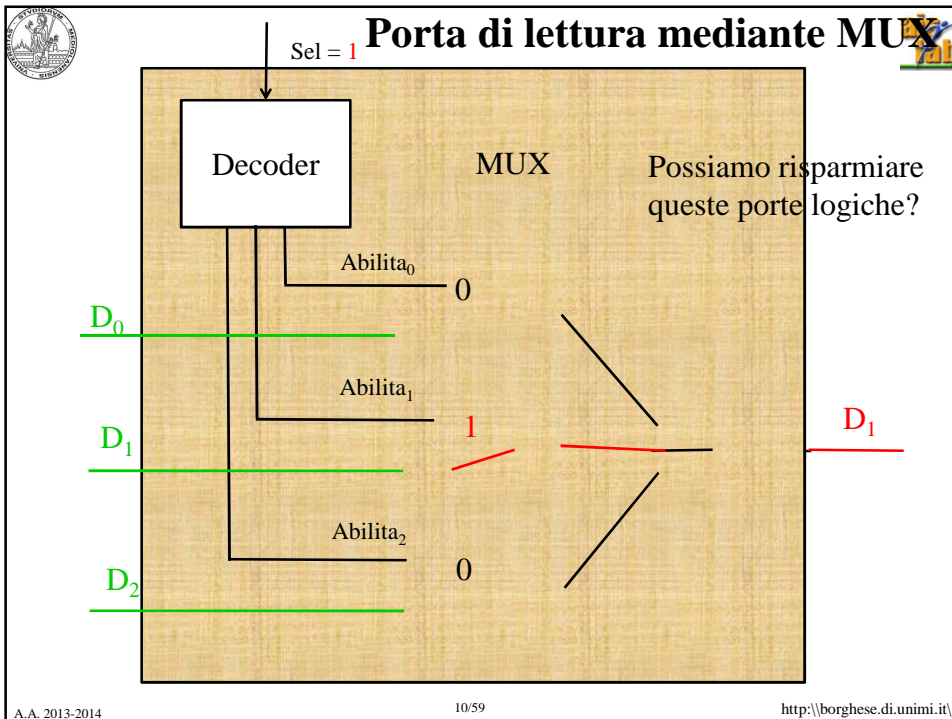 Porta di lettura mediante MUX
Sel = 1
Decoder
MUX
Possiamo risparmiare
queste porte logiche?
Abilita0
0
D0
Abilita1
1
D1
D1
Abilita2
0
D2
A.A. 2013-2014
10/59
http:\\borghese.di.unimi.it\